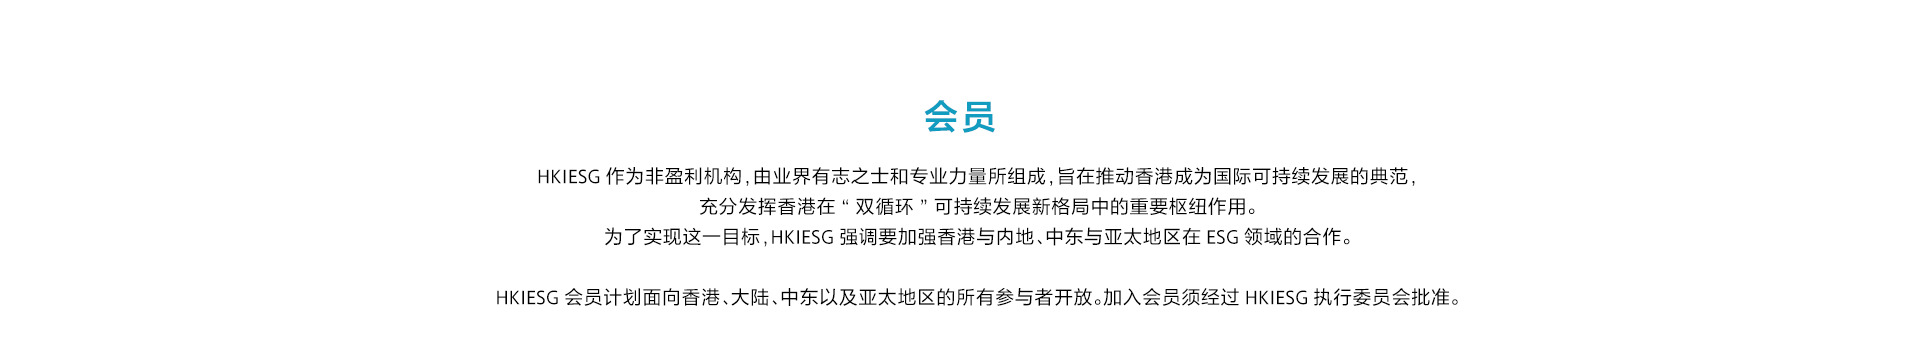 会员
HKIESG 作为非盈利机构，由业界有志之士和专业力量所组成，旨在推动香港成为国际可持续发展的典范，
充分发挥香港在 “ 双循环 ” 可持续发展新格局中的重要枢纽作用。
为了实现这一目标，HKIESG 强调要加强香港与内地、中东与亚太地区在 ESG 领域的合作。
HKIESG 会员计划面向香港、大陆、中东以及亚太地区的所有参与者开放。加入会员须经过 HKIESG 执行委员会批准。